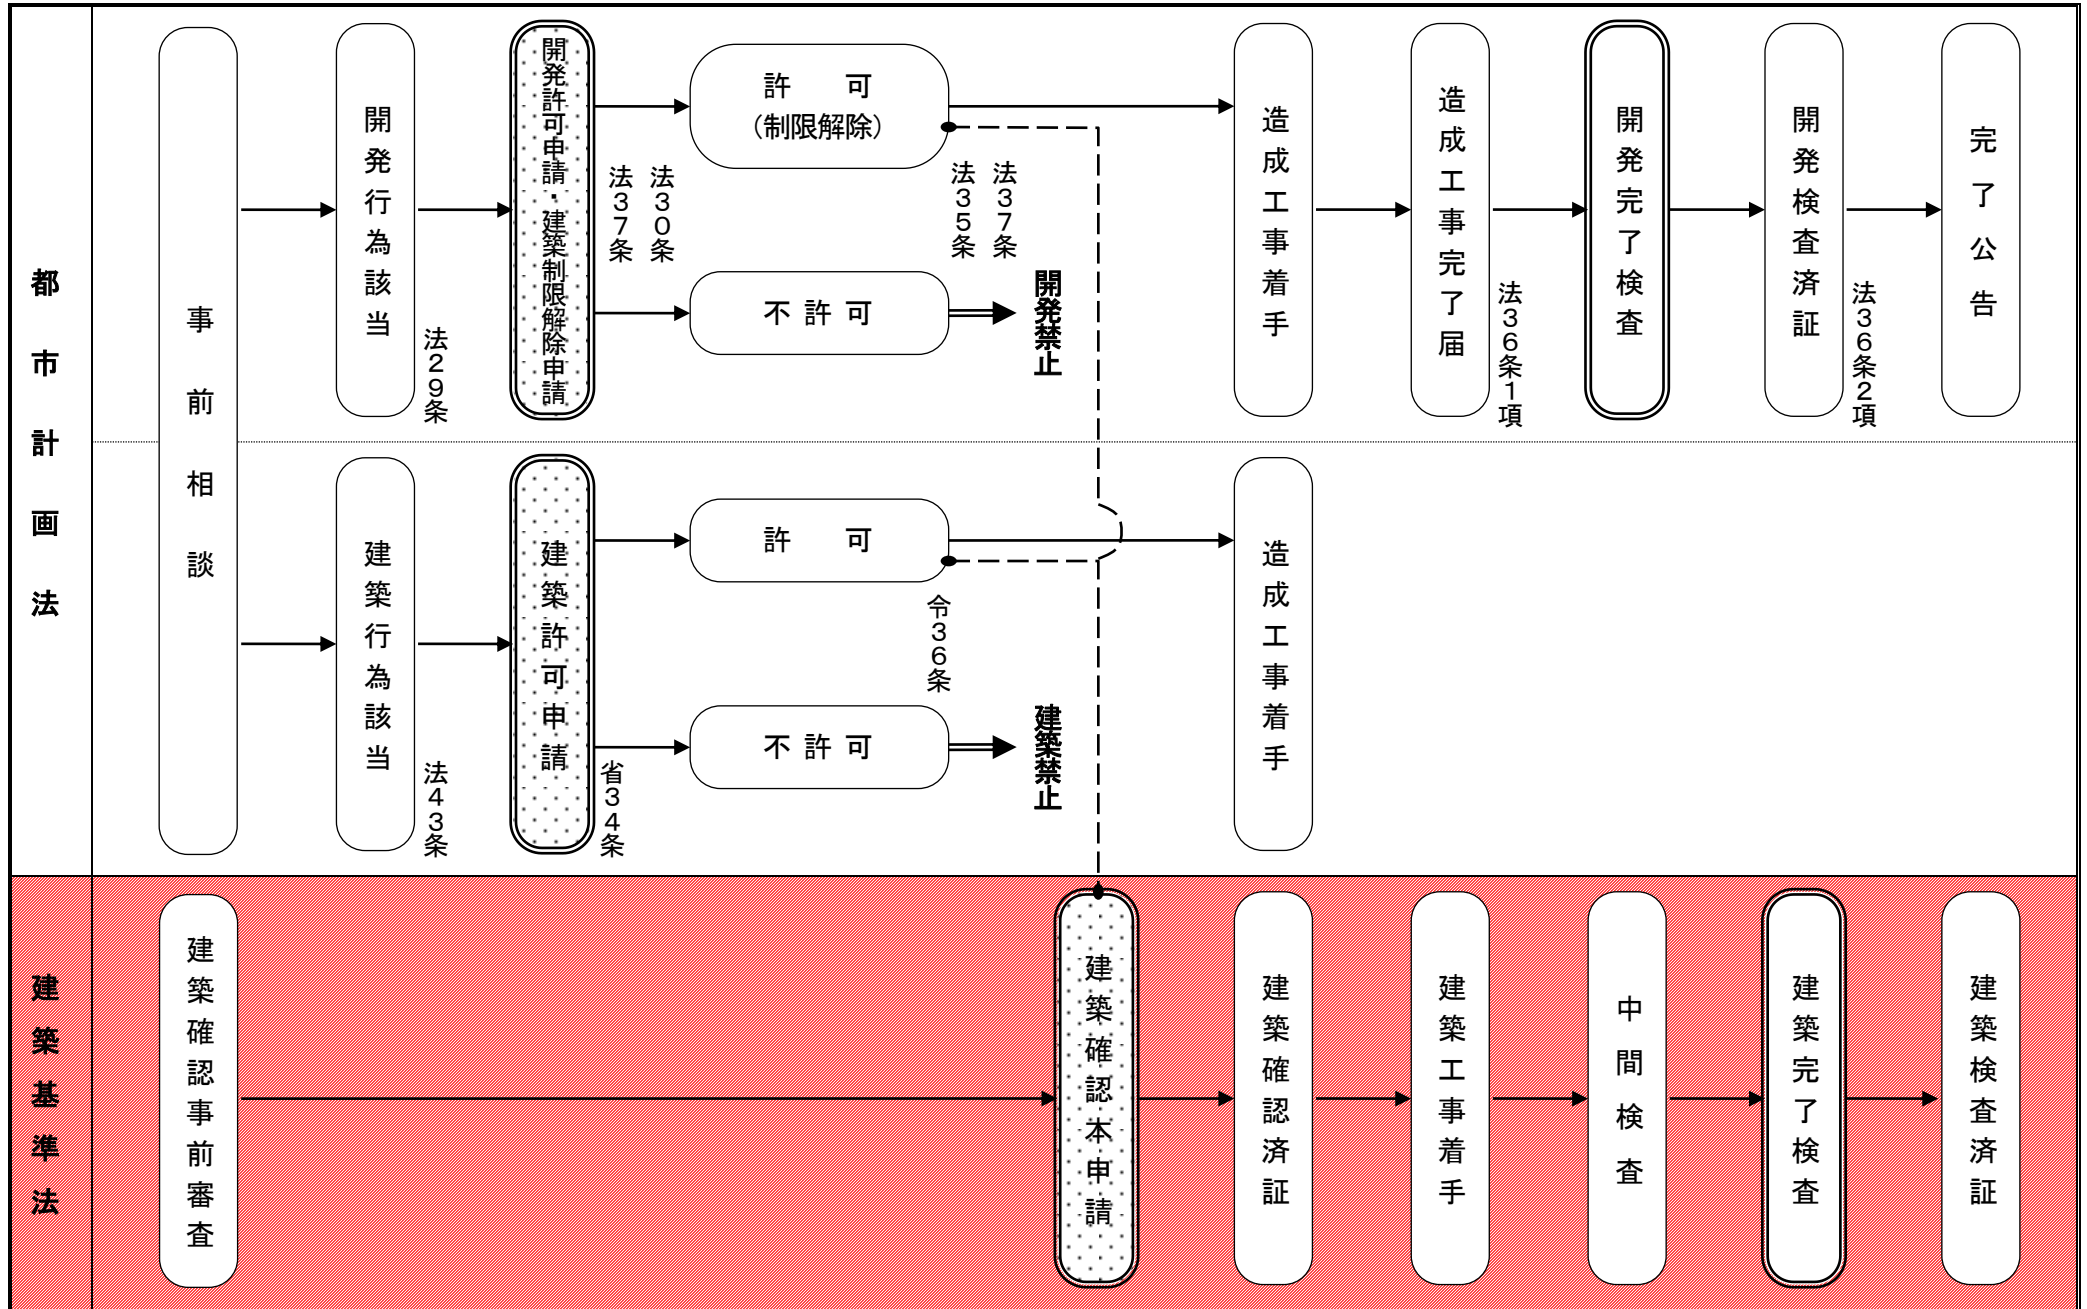 都市計画法
事前相談
開発行為該当
法29条
開発許可申請・建築制限解除申請
法30条
法37条
許　可
（制限解除）
法37条
法35条
不許可
開発禁止
造成工事着手
造成工事完了届
法36条1項
開発完了検査
開発検査済証
法36条2項
完了公告
建築行為該当
法43条
建築許可申請
省34条
許　可
令36条
不許可
建築禁止
造成工事着手
建築基準法
建築確認事前審査
建築確認本申請
建築確認済証
建築工事着手
中間検査
建築完了検査
建築検査済証